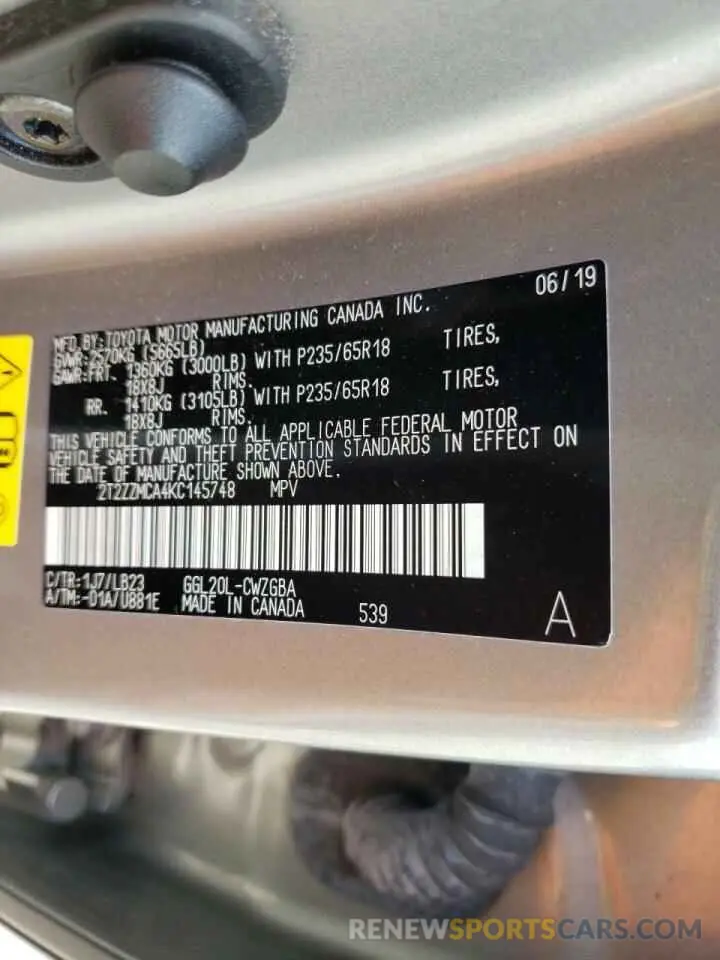 06/19
MFD. BY: TOYOTA MOTOR MANUFACTURING CANADA INC.
GVWR: 2570KG (5665LB)
GAWR: FRT. 1360KG (3000LB) WITH P235/65R18 TIRES,
18X8J RIMS.
RR. 1410KG (3105LB) WITH P235/65R18 TIRES,
18X8J RIMS.
THIS VEHICLE CONFORMS TO ALL APPLICABLE FEDERAL MOTOR
VEHICLE SAFETY AND THEFT PREVENTION STANDARDS IN EFFECT ON
THE DATE OF MANUFACTURE SHOWN ABOVE.
2T2ZZMCA4KC145748 MPV
C/TR: 1J7/LB23 GGL20L-CWZGBA
A/TM:-01A/U881E MADE IN CANADA 539 A
RENEWSPORTSCARS.COM